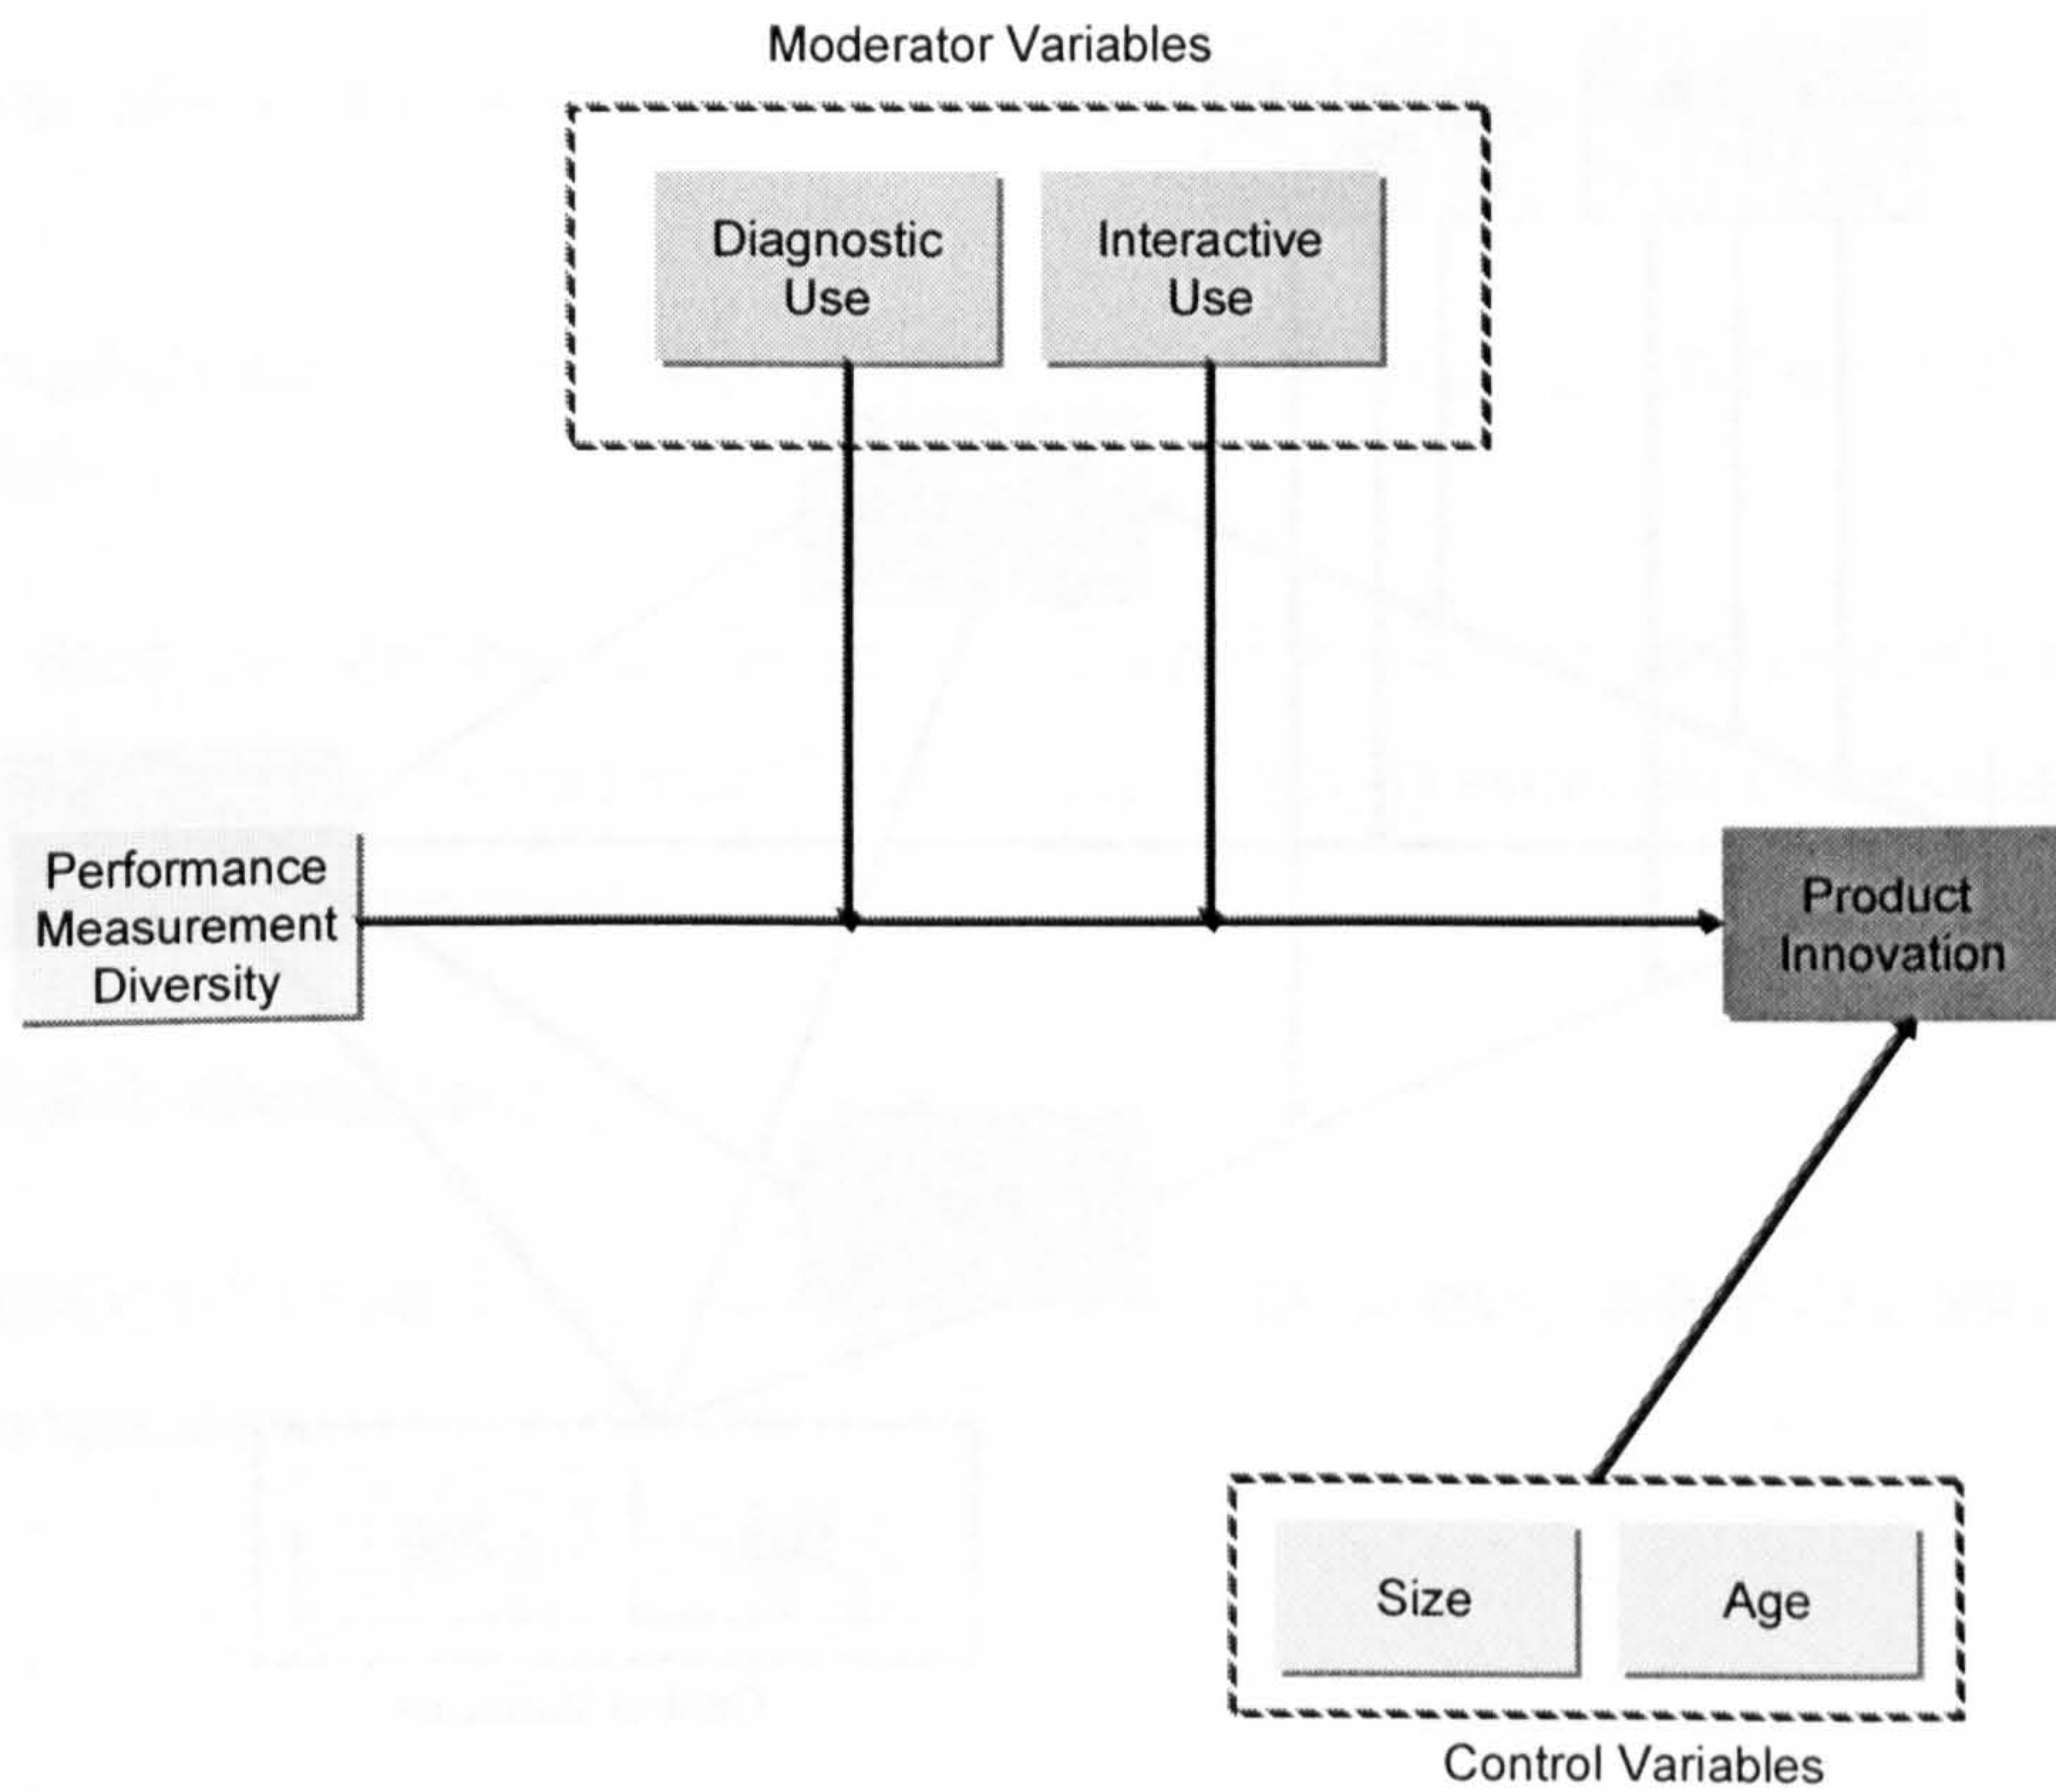 Moderator Variables
Diagnostic
Use
Interactive
Use
Performance
Measurement
Diversity
Product
Innovation
Size
Age
Control Variables